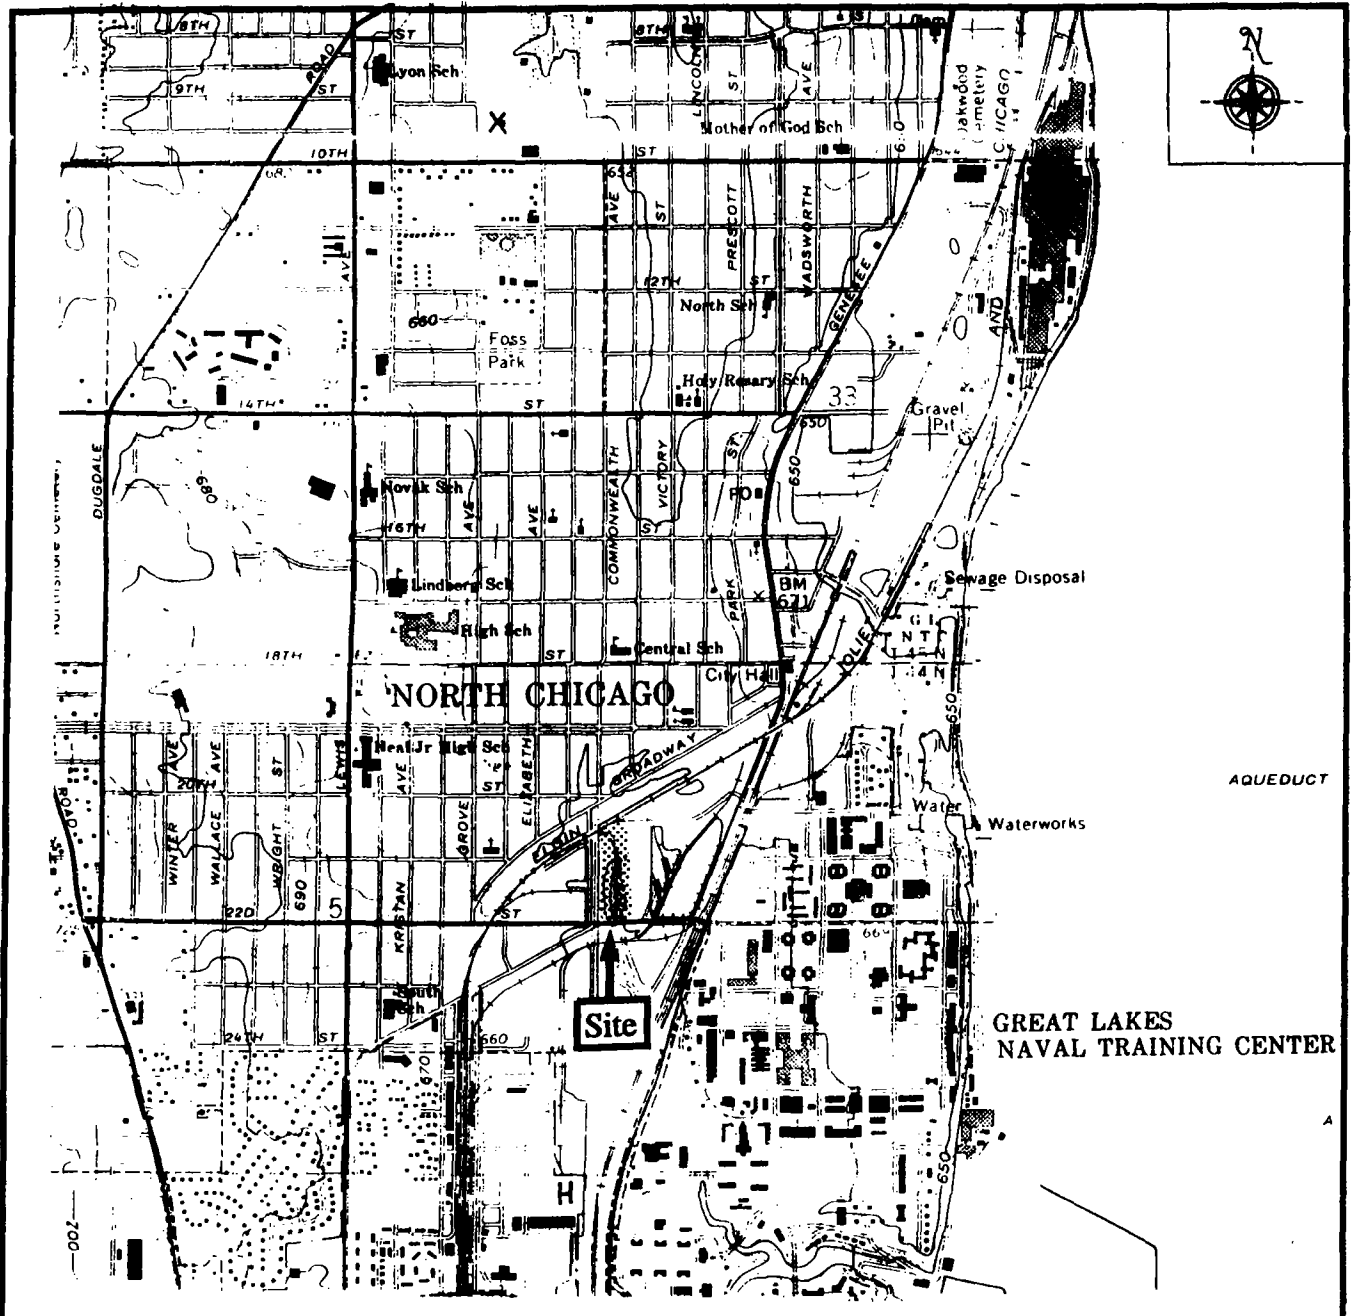 8TH
ST
8TH
S
N
ROAD
Lyon Sch
LINCOLN
ST
AVE
9TH
ST
PRESCOTT
CHICAGO
Mother of God Sch
10TH
ST
652
AVE
ST
PRESCOTT
WADSWORTH
AVE
12TH
ST
North Sch
GENESEE
AND
660
Foss
Park
Holy Rosary Sch
33
14TH
ST
650
Gravel
Pit
DUGDALE
680
Novak Sch
AVE
AVE
COMMONWEALTH
VICTORY
ST
PO
650
16TH
Lindberg Sch
PARK
BM
671
Sewage Disposal
High Sch
JOLIET
18TH
ST
Central Sch
City Hall
NORTH CHICAGO
650
Neal Jr High Sch
LEWIS
AVE
AVE
ST
AVE
20TH
ST
ELIZABETH
BROADWAY
AQUEDUCT
ROAD
WINTER
WALLACE
WRIGHT
GROVE
ELGIN
Water
Waterworks
690
5
22D
ST
KRISTAN
South
Sch
Site
GREAT LAKES
NAVAL TRAINING CENTER
24TH
ST
660
670
A
H
650
700